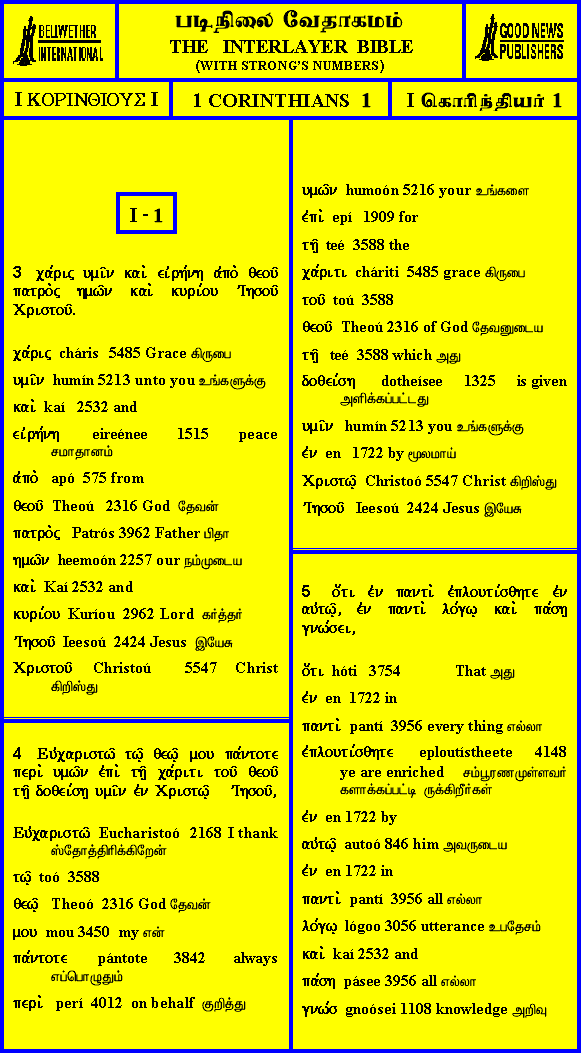 BELLWETHER
INTERNATIONAL
படிநிலை வேதாகமம்
THE INTERLAYER BIBLE
(WITH STRONG'S NUMBERS)
GOOD NEWS
PUBLISHERS
I ΚΟΡΙΝΘΙΟΥΣ I
1 CORINTHIANS 1
I கொரிந்தியர் 1
I - 1
3 χάρις υμῖν καὶ εἰρήνη ἀπὸ θεοῦ
πατρὸς ημῶν καὶ κυρίου Ἰησοῦ
Χριστοῦ.
χάρις cháris 5485 Grace கிருபை
υμῖν humín 5213 unto you உங்களுக்கு
καὶ kaí 2532 and
εἰρήνη eireénee 1515 peace
சமாதானம்
ἀπὸ apó 575 from
θεοῦ Theoú 2316 God தேவன்
πατρὸς Patrós 3962 Father பிதா
ημῶν heemoón 2257 our நம்முடைய
καὶ Kaí 2532 and
κυρίου Kuríou 2962 Lord கர்த்தர்
Ἰησοῦ Ieesoú 2424 Jesus இயேசு
Χριστοῦ Christoú 5547 Christ
கிறிஸ்து
4 Εὐχαριστῶ τῷ θεῷ μου πάντοτε
περὶ υμῶν ἐπὶ τῇ χάριτι τοῦ θεοῦ
τῇ δοθείσῃ υμῖν ἐν Χριστῷ Ἰησοῦ,
Εὐχαριστῶ Eucharistoó 2168 I thank
ஸ்தோத்திரிக்கிறேன்
τῷ toó 3588
θεῷ Theoó 2316 God தேவன்
μου mou 3450 my என்
πάντοτε pántote 3842 always
எப்பொழுதும்
περὶ perí 4012 on behalf குறித்து
υμῶν humoón 5216 your உங்களை
ἐπὶ epí 1909 for
τῇ teé 3588 the
χάριτι cháriti 5485 grace கிருபை
τοῦ toú 3588
θεοῦ Theoú 2316 of God தேவனுடைய
τῇ teé 3588 which அது
δοθείσῃ dotheísee 1325 is given
அளிக்கப்பட்டது
υμῖν humín 5213 you உங்களுக்கு
ἐν en 1722 by மூலமாய்
Χριστῷ Christoó 5547 Christ கிறிஸ்து
Ἰησοῦ Ieesoú 2424 Jesus இயேசு
5 ὅτι ἐν παντὶ ἐπλουτίσθητε ἐν
αὐτῷ, ἐν παντὶ λόγῳ καὶ πάσῃ
γνώσει,
ὅτι hóti 3754 That அது
ἐν en 1722 in
παντὶ pantí 3956 every thing எல்லா
ἐπλουτίσθητε eploutístheete 4148
ye are enriched சம்பூரணமுள்ளவர்
களாக்கப்பட்டி ருக்கிறீர்கள்
ἐν en 1722 by
αὐτῷ autoó 846 him அவருடைய
ἐν en 1722 in
παντὶ pantí 3956 all எல்லா
λόγῳ lógoo 3056 utterance உபதேசம்
καὶ kaí 2532 and
πάσῃ pásee 3956 all எல்லா
γνώσ gnoósei 1108 knowledge அறிவு